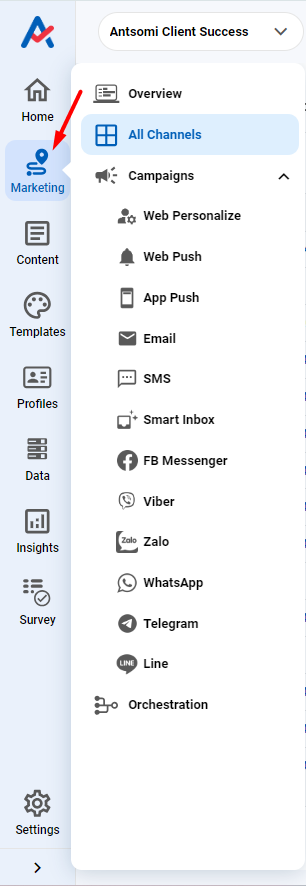 Antsomi Client Success
Home
Marketing
Content
Templates
Profiles
Data
Insights
Survey
Settings
Overview
All Channels
Campaigns
Web Personalize
Web Push
App Push
Email
SMS
Smart Inbox
FB Messenger
Viber
Zalo
Zalo
WhatsApp
Telegram
LINE
Line
Orchestration